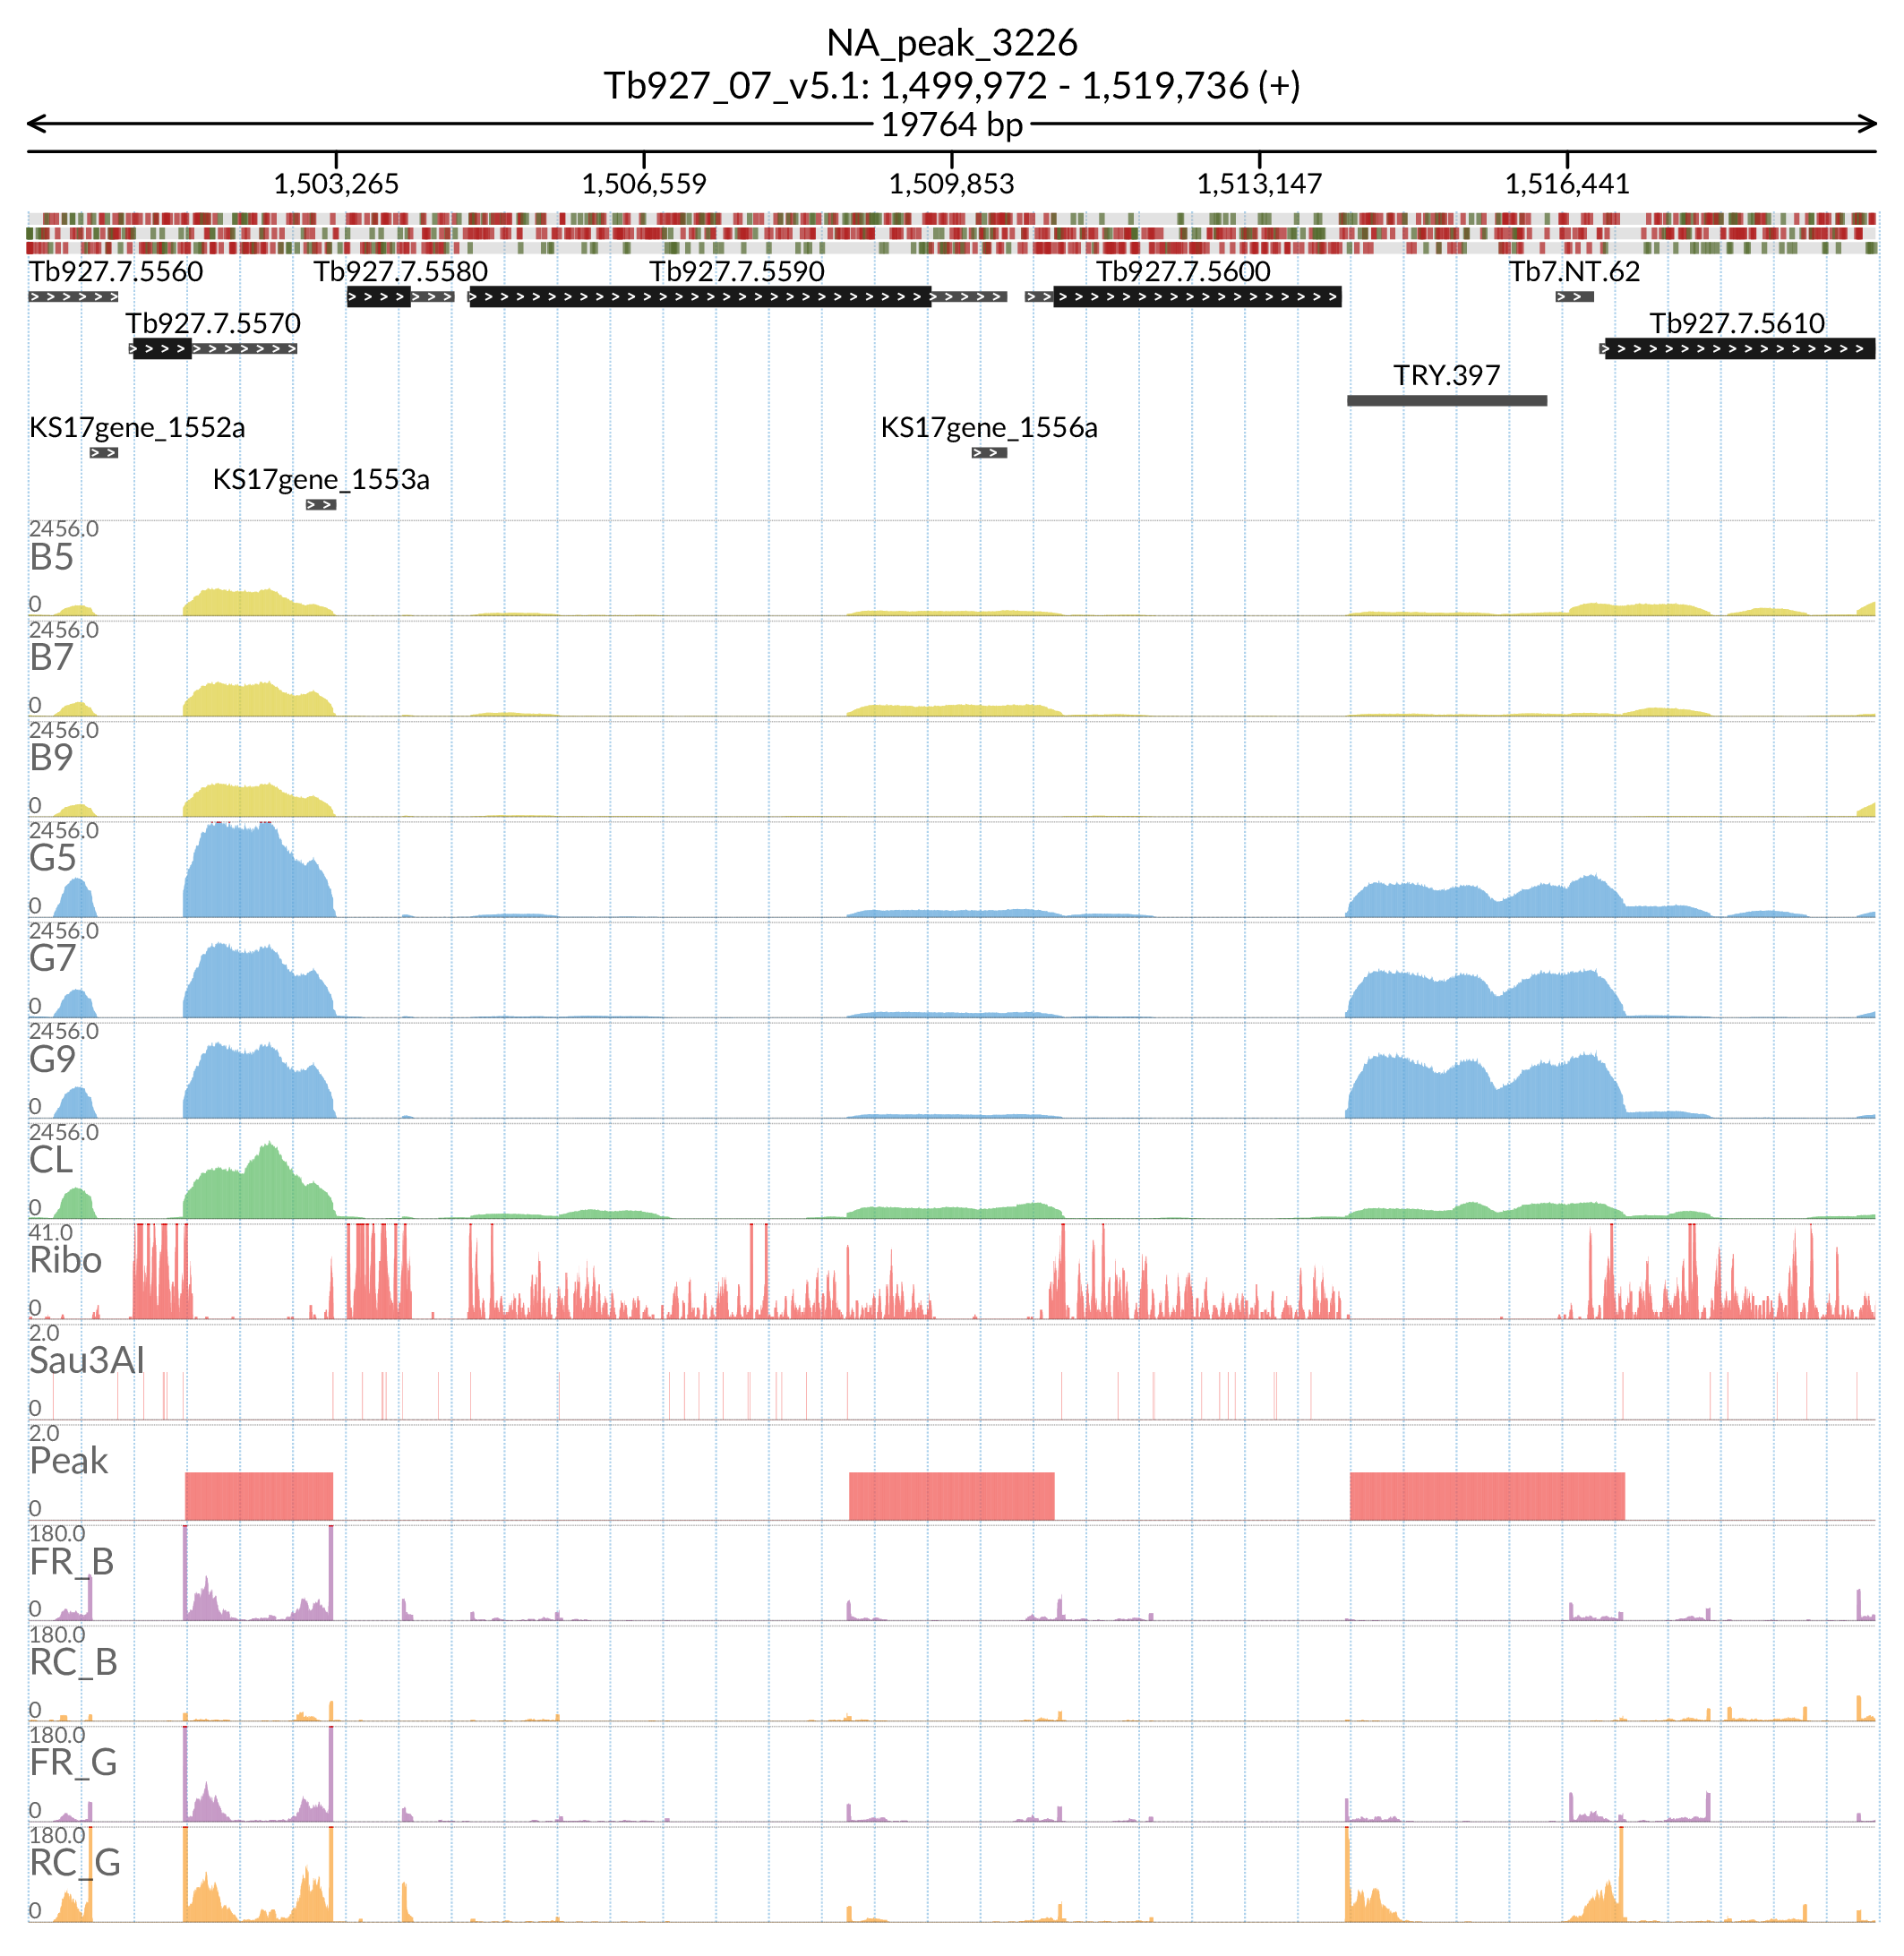 NA_peak_3226
Tb927_07_v5.1: 1,499,972 - 1,519,736 (+)
19764 bp
1,503,265 1,506,559 1,509,853 1,513,147 1,516,441
Tb927.7.5560 Tb927.7.5580 Tb927.7.5590 Tb927.7.5600 Tb7.NT.62
Tb927.7.5570 Tb927.7.5610
TRY.397
KS17gene_1552a KS17gene_1556a
KS17gene_1553a
2456.0
B5
0
2456.0
B7
0
2456.0
B9
0
2456.0
G5
0
2456.0
G7
0
2456.0
G9
0
2456.0
CL
0
41.0
Ribo
0
2.0
Sau3AI
0
2.0
Peak
0
180.0
FR_B
0
180.0
RC_B
0
180.0
FR_G
0
180.0
RC_G
0